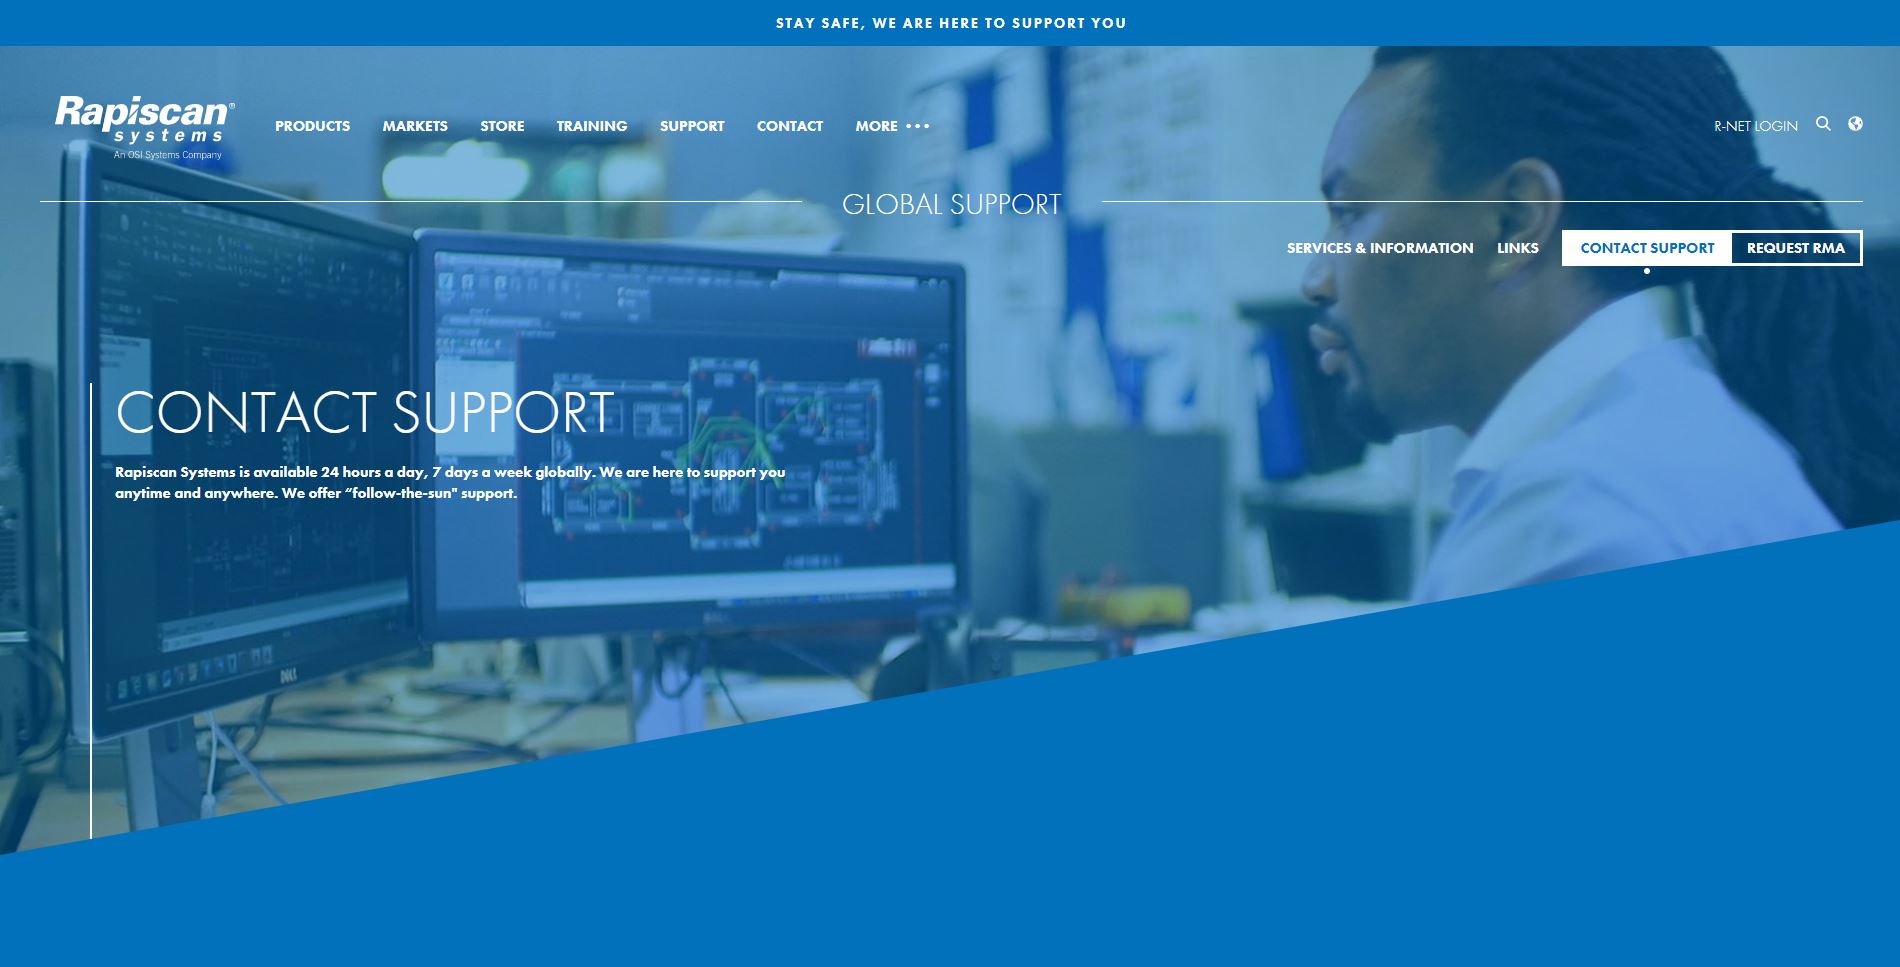 STAY SAFE, WE ARE HERE TO SUPPORT YOU
Rapiscan®
systems
An OSI Systems Company
PRODUCTS MARKETS STORE TRAINING SUPPORT CONTACT MORE •••
R-NET LOGIN
GLOBAL SUPPORT
SERVICES & INFORMATION LINKS CONTACT SUPPORT REQUEST RMA
CONTACT SUPPORT
Rapiscan Systems is available 24 hours a day, 7 days a week globally. We are here to support you
anytime and anywhere. We offer “follow-the-sun" support.
DELL